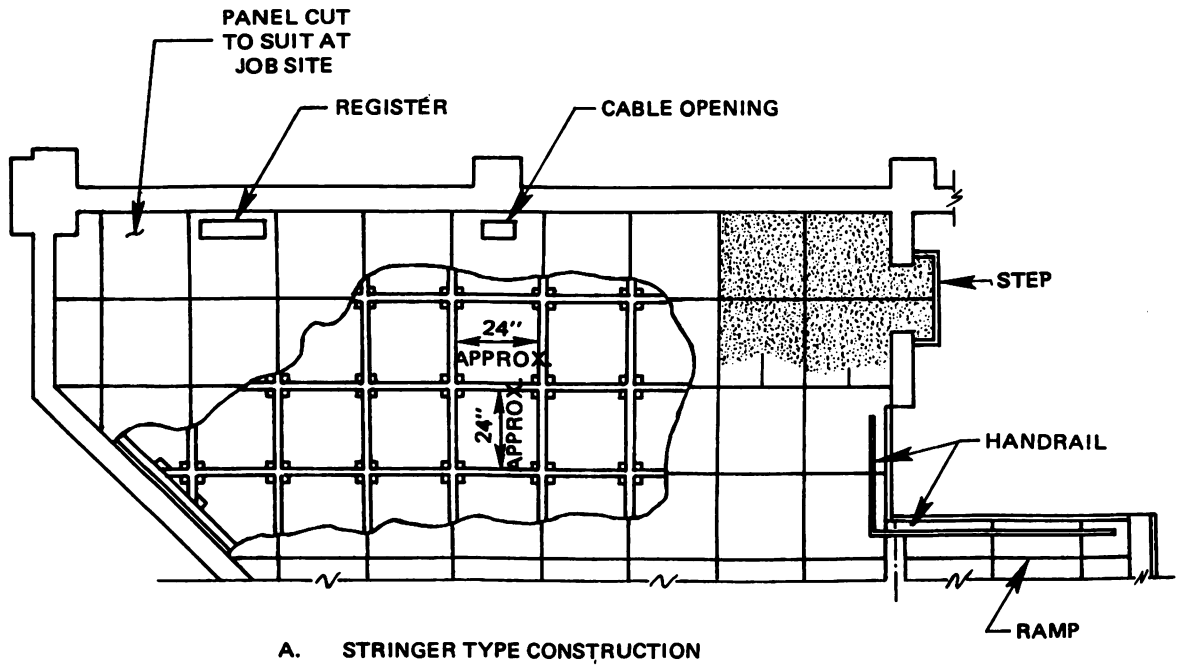 PANEL CUT
TO SUIT AT
JOB SITE
REGISTER
CABLE OPENING
STEP
24"
APPROX.
24"
APPROX.
HANDRAIL
RAMP
A. STRINGER TYPE CONSTRUCTION